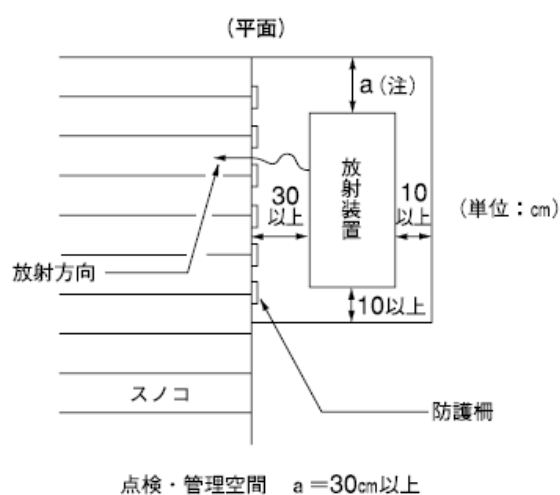 (平面)
a(注)
放射装置
30
以上
10
以上
(単位：cm)
放射方向
10以上
スノコ
防護柵
点検・管理空間 a＝30cm以上